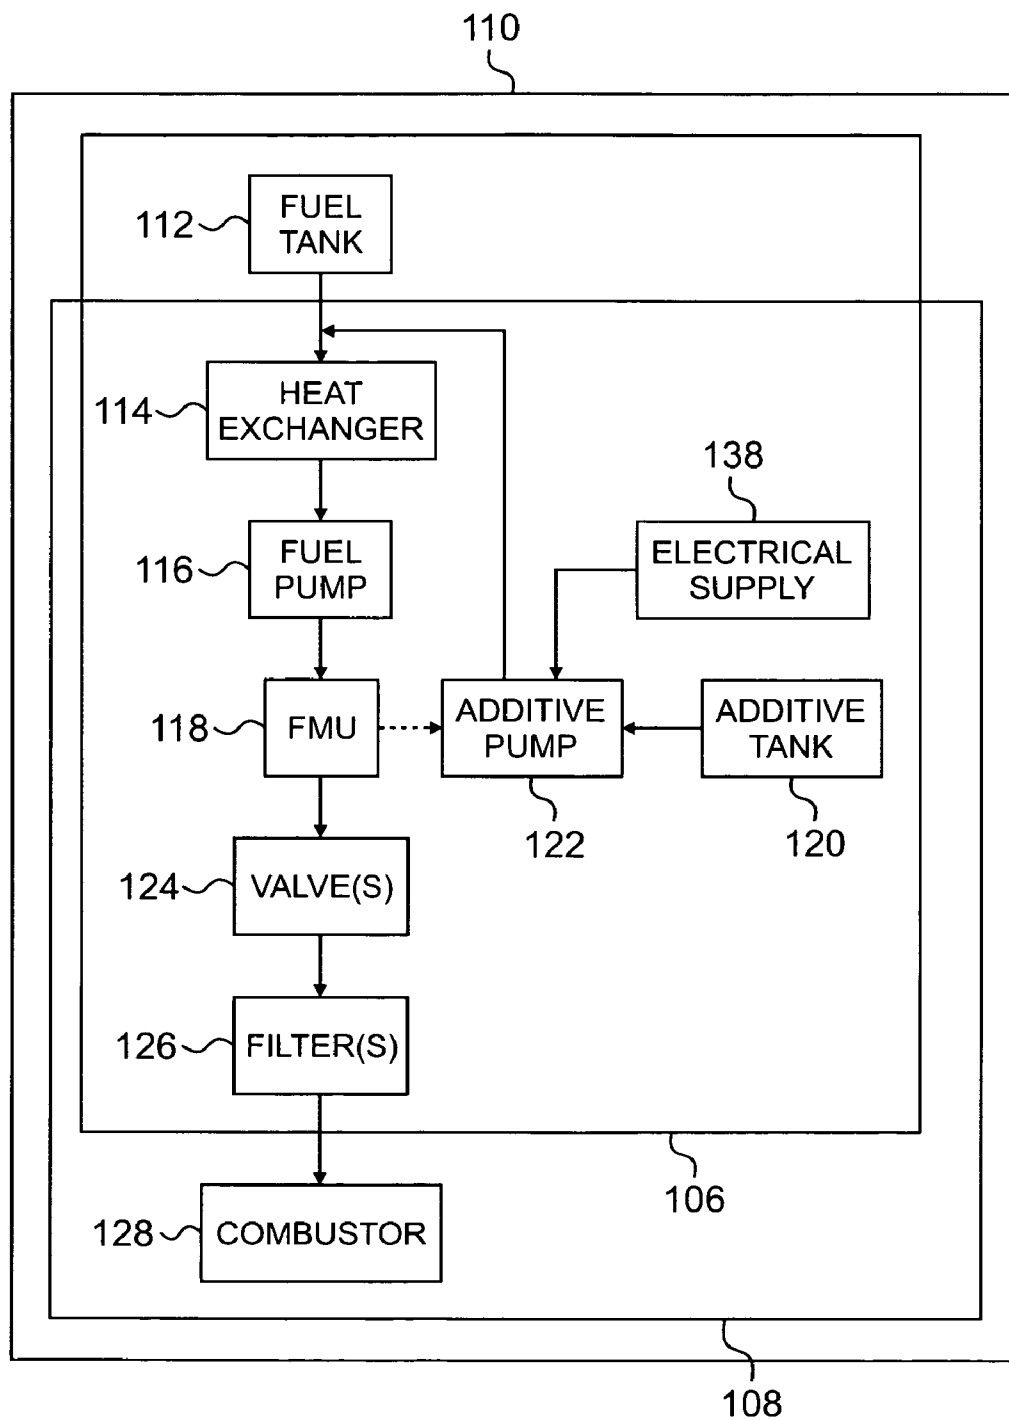 110
112
FUEL
TANK
114
HEAT
EXCHANGER
138
ELECTRICAL
SUPPLY
116
FUEL
PUMP
118
FMU
ADDITIVE
PUMP
ADDITIVE
TANK
122
120
124
VALVE(S)
126
FILTER(S)
106
128
COMBUSTOR
108